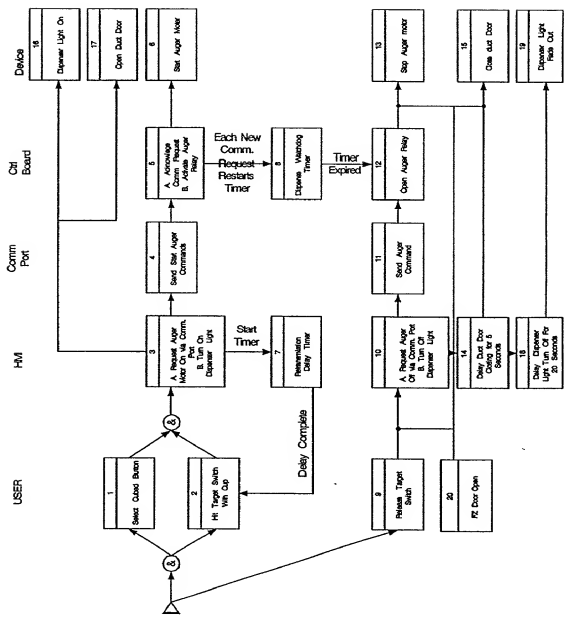 Device
Ctrl
Board
Comm
Port
HMI
USER
16
Dispenser Light On
17
Open Duct Door
6
Start Auger Motor
13
Stop Auger motor
15
Close duct Door
19
Dispenser Light
Fade Out
5
A. Acknowlege
Comm Request
B. Activate Auger
Relay
Each New
Comm.
Request
Restarts
Timer
8
Dispense Watchdog
Timer
Timer
Expired
12
Open Auger Relay
4
Send Start Auger
Commands
11
Send Auger
Command
3
A. Request Auger
Motor On via Comm.
Port
B. Turn On
Dispenser Light
Start
Timer
7
Retransmission
Delay Timer
10
A. Request Auger
Off via Comm. Port
B. Turn Off
Dispenser Light
14
Delay Duct Door
Closing for 5
Seconds
18
Delay Dispenser
Light Turn Off For
20 Seconds
&
Delay Complete
1
Select Cubed Button
2
Hit Target Switch
With Cup
9
Release Target
Switch
20
FZ Door Open
&